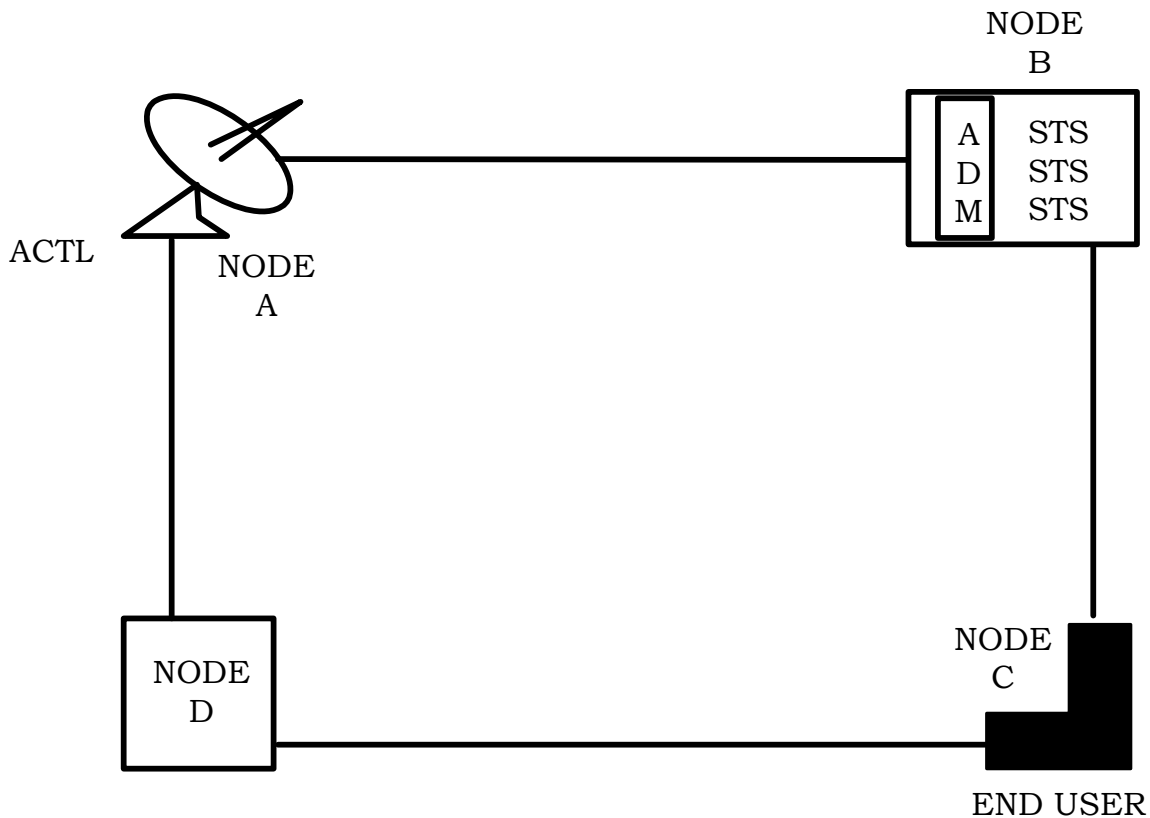 NODE
B
A
D
M
STS
STS
STS
ACTL
NODE
A
NODE
D
NODE
C
END USER